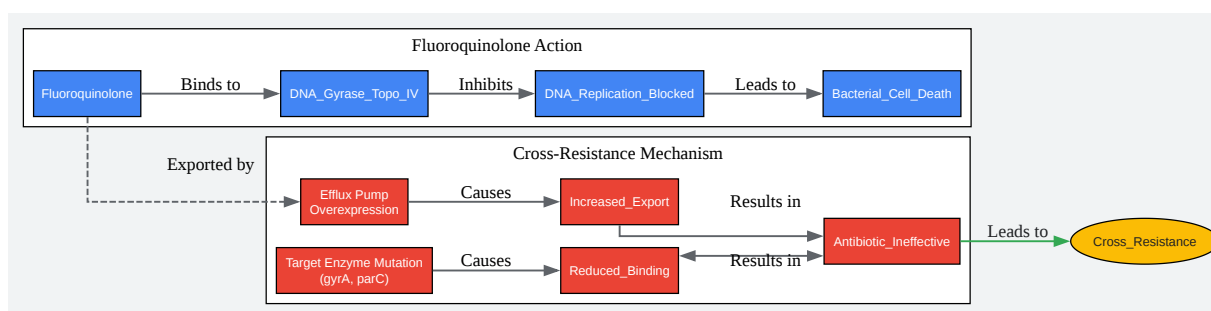 Fluoroquinolone Action
Fluoroquinolone
Binds to
DNA_Gyrase_Topo_IV
Inhibits
DNA_Replication_Blocked
Leads to
Bacterial_Cell_Death
Exported by
Cross-Resistance Mechanism
Efflux Pump
Overexpression
Causes
Increased_Export
Results in
Antibiotic_Ineffective
Leads to
Cross_Resistance
Target Enzyme Mutation
(gyrA, parC)
Causes
Reduced_Binding
Results in